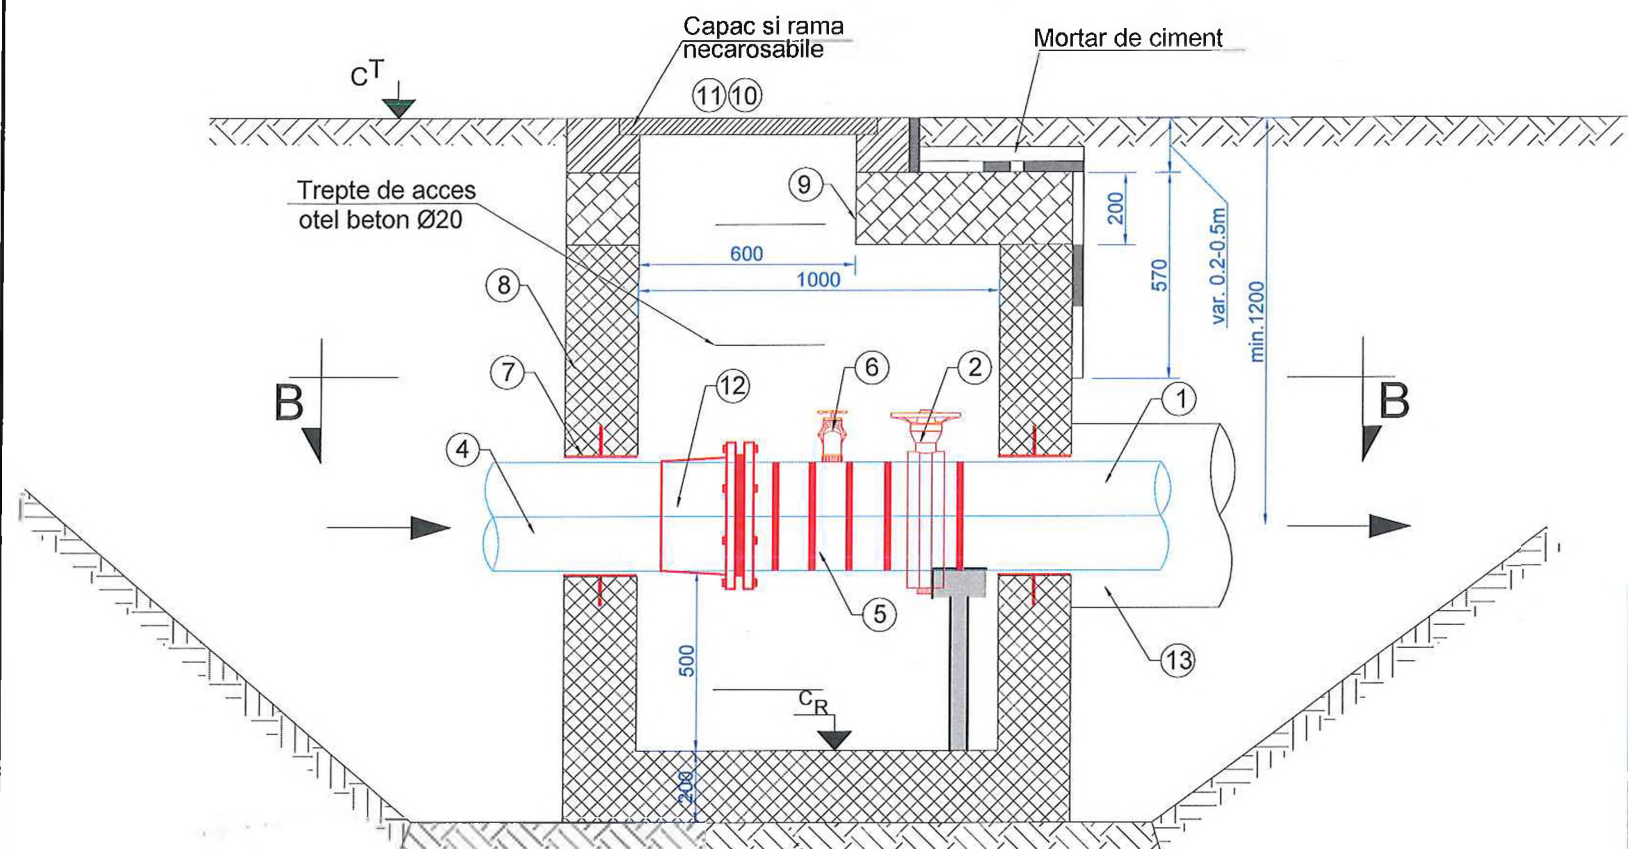 Capac si rama
necarosabile
Mortar de ciment
CT
11 10
Trepte de acces
otel beton Ø20
9
200
600
1000
570
var. 0.2-0.5m
min.1200
8
7
12
6
2
1
B
B
4
5
13
500
CR
200